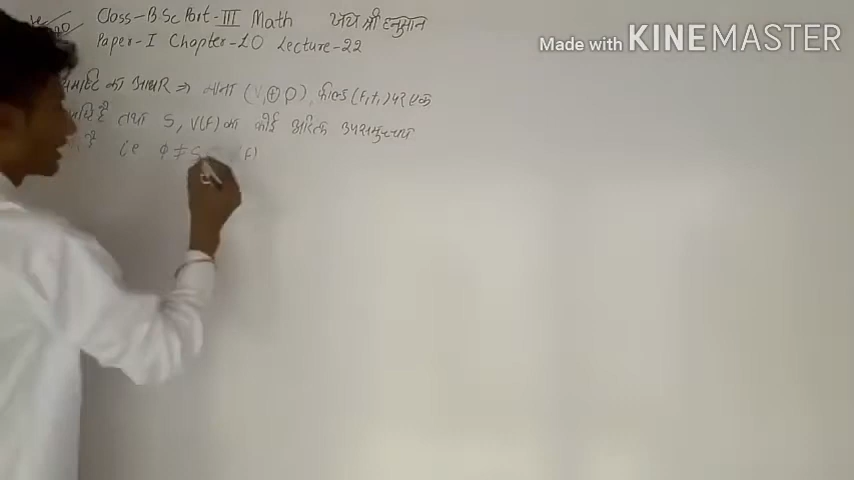 Class-B Sc Part-III Math जय श्री हनुमान
Paper-I Chapter-10 Lecture-22
Made with KINEMASTER
समष्टि का आधार ⇒ माना (V, ⊕ ⊙), फील्ड (F,+,.) पर एक
है तथा S, V(F) का कोई अरिक्त उपसमुच्चय
है i.e φ ≠ S (F)